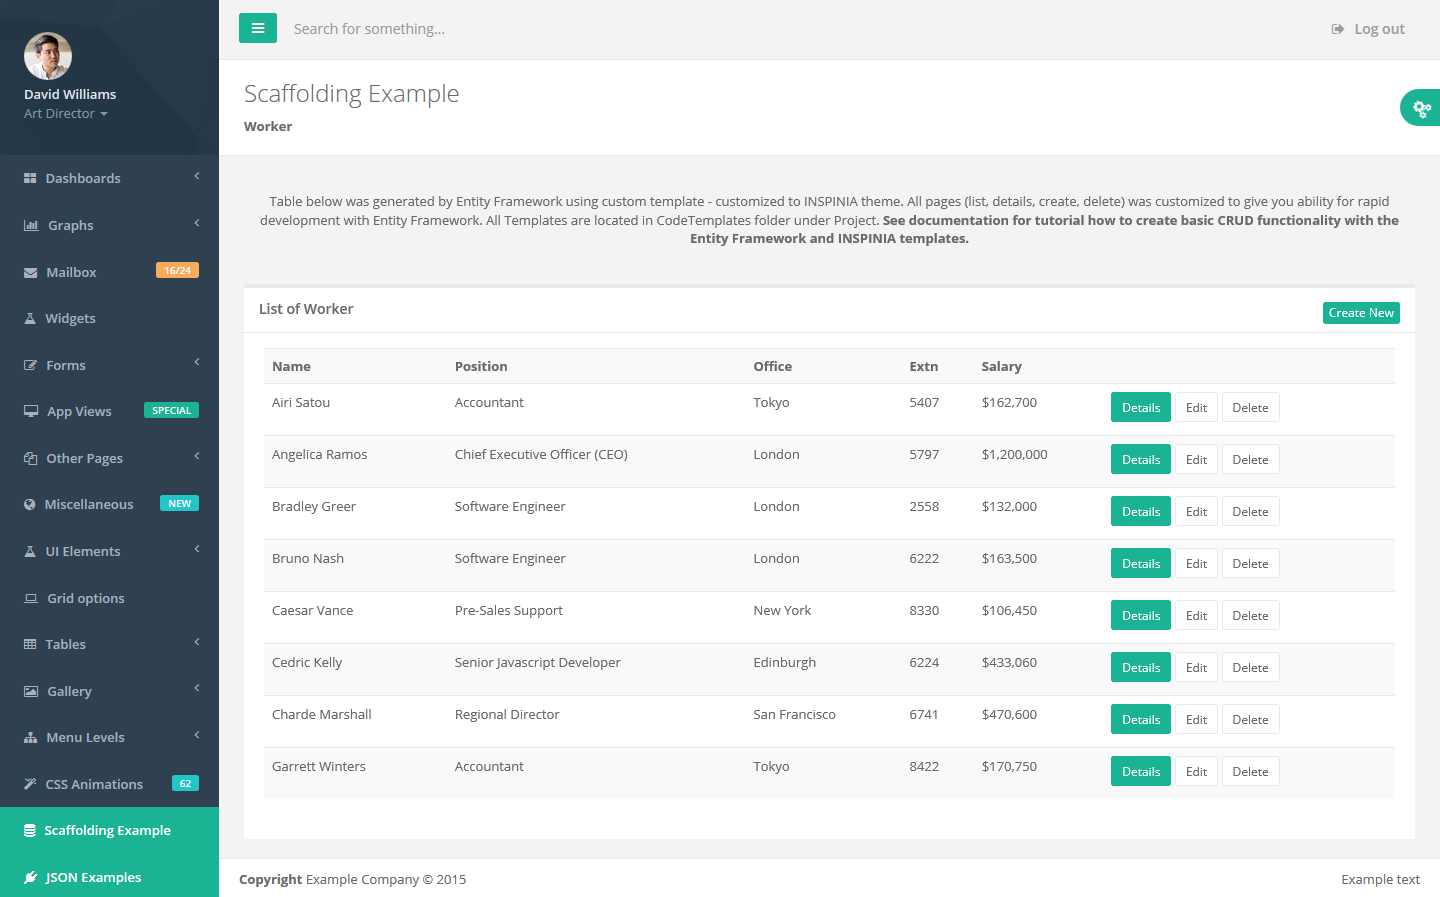 David Williams
Art Director
Dashboards
Graphs
Mailbox 16/24
Widgets
Forms
App Views SPECIAL
Other Pages
Miscellaneous NEW
UI Elements
Grid options
Tables
Gallery
Menu Levels
CSS Animations 62
Scaffolding Example
JSON Examples
Search for something...
Log out
Scaffolding Example
Worker
Table below was generated by Entity Framework using custom template - customized to INSPINIA theme. All pages (list, details, create, delete) was customized to give you ability for rapid
development with Entity Framework. All Templates are located in CodeTemplates folder under Project. See documentation for tutorial how to create basic CRUD functionality with the
Entity Framework and INSPINIA templates.
List of Worker Create New
Name Position Office Extn Salary
Airi Satou Accountant Tokyo 5407 $162,700 Details Edit Delete
Angelica Ramos Chief Executive Officer (CEO) London 5797 $1,200,000 Details Edit Delete
Bradley Greer Software Engineer London 2558 $132,000 Details Edit Delete
Bruno Nash Software Engineer London 6222 $163,500 Details Edit Delete
Caesar Vance Pre-Sales Support New York 8330 $106,450 Details Edit Delete
Cedric Kelly Senior Javascript Developer Edinburgh 6224 $433,060 Details Edit Delete
Charde Marshall Regional Director San Francisco 6741 $470,600 Details Edit Delete
Garrett Winters Accountant Tokyo 8422 $170,750 Details Edit Delete
Copyright Example Company © 2015 Example text